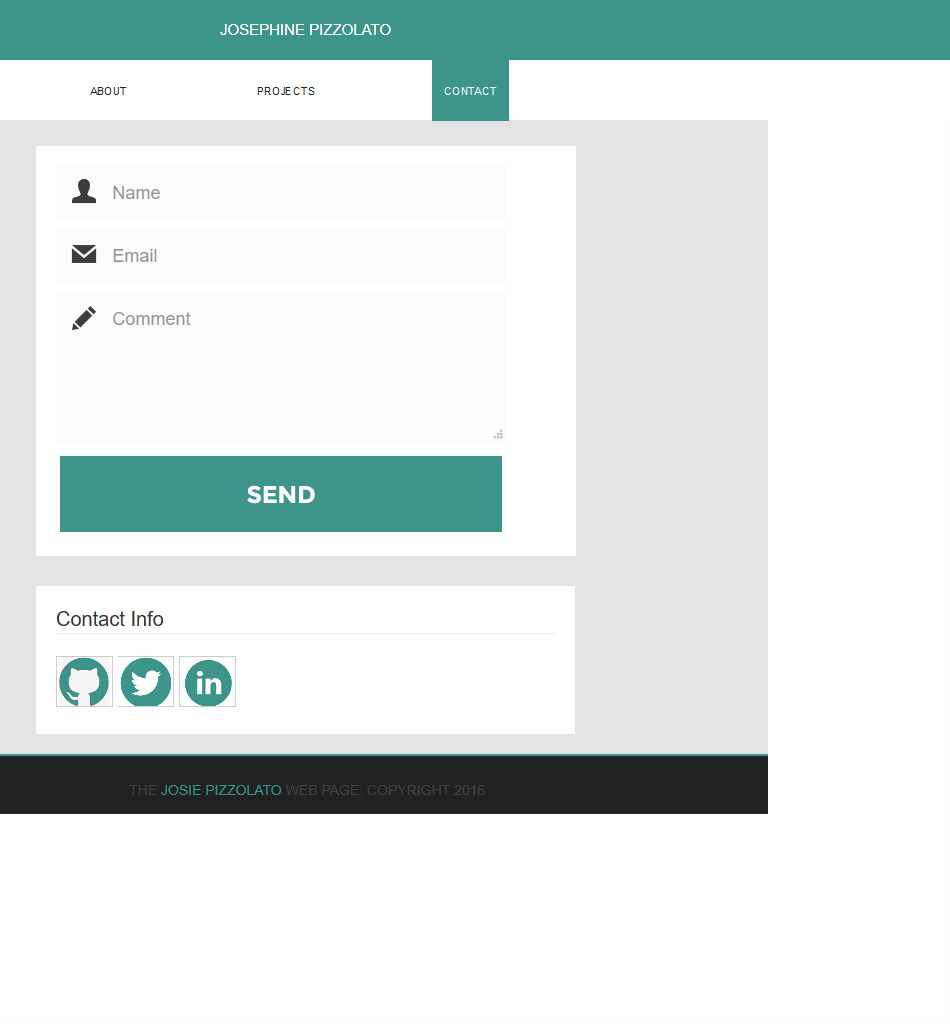 JOSEPHINE PIZZOLATO
ABOUT PROJECTS CONTACT
Name
Email
Comment
SEND
Contact Info
in
THE JOSIE PIZZOLATO WEB PAGE. COPYRIGHT 2016